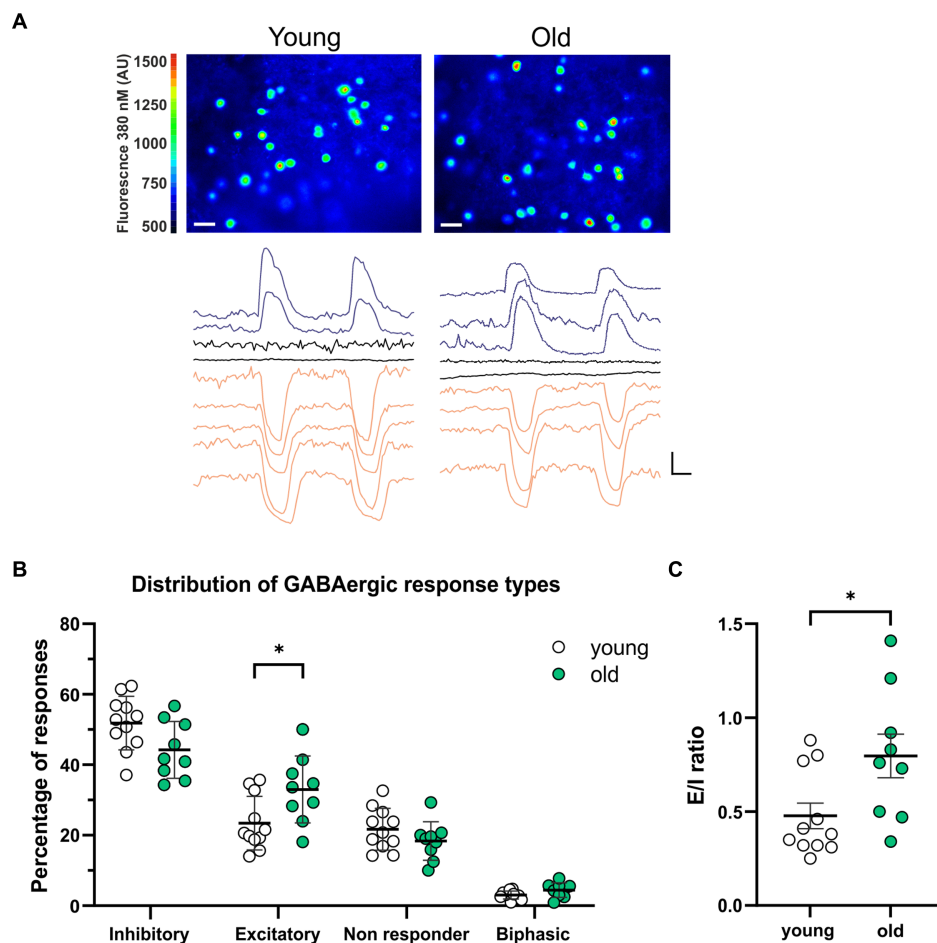 A
Young
Old
Fluorescnce 380 nM (AU)
1500
1250
1000
750
500
B
Distribution of GABAergic response types
Percentage of responses
80
60
40
20
0
*
young
old
Inhibitory
Excitatory
Non responder
Biphasic
C
E/I ratio
1.5
1.0
0.5
0.0
*
young
old